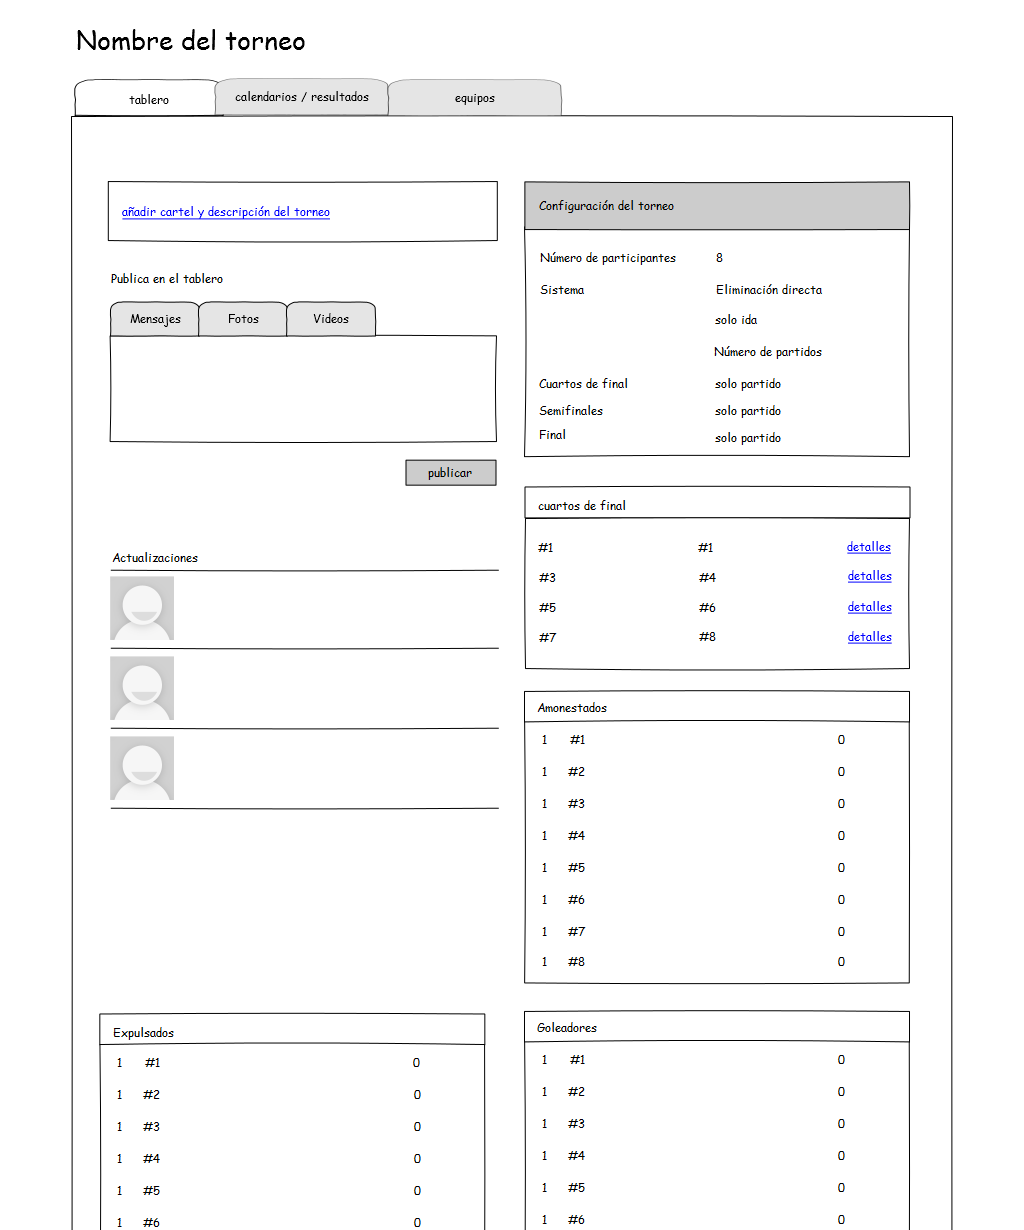 Nombre del torneo
tablero
calendarios / resultados
equipos
añadir cartel y descripción del torneo
Publica en el tablero
Mensajes
Fotos
Videos
publicar
Actualizaciones
Configuración del torneo
Número de participantes 8
Sistema Eliminación directa
solo ida
Número de partidos
Cuartos de final solo partido
Semifinales solo partido
Final solo partido
cuartos de final
#1 #1 detalles
#3 #4 detalles
#5 #6 detalles
#7 #8 detalles
Amonestados
1 #1 0
1 #2 0
1 #3 0
1 #4 0
1 #5 0
1 #6 0
1 #7 0
1 #8 0
Expulsados
1 #1 0
1 #2 0
1 #3 0
1 #4 0
1 #5 0
1 #6 0
Goleadores
1 #1 0
1 #2 0
1 #3 0
1 #4 0
1 #5 0
1 #6 0